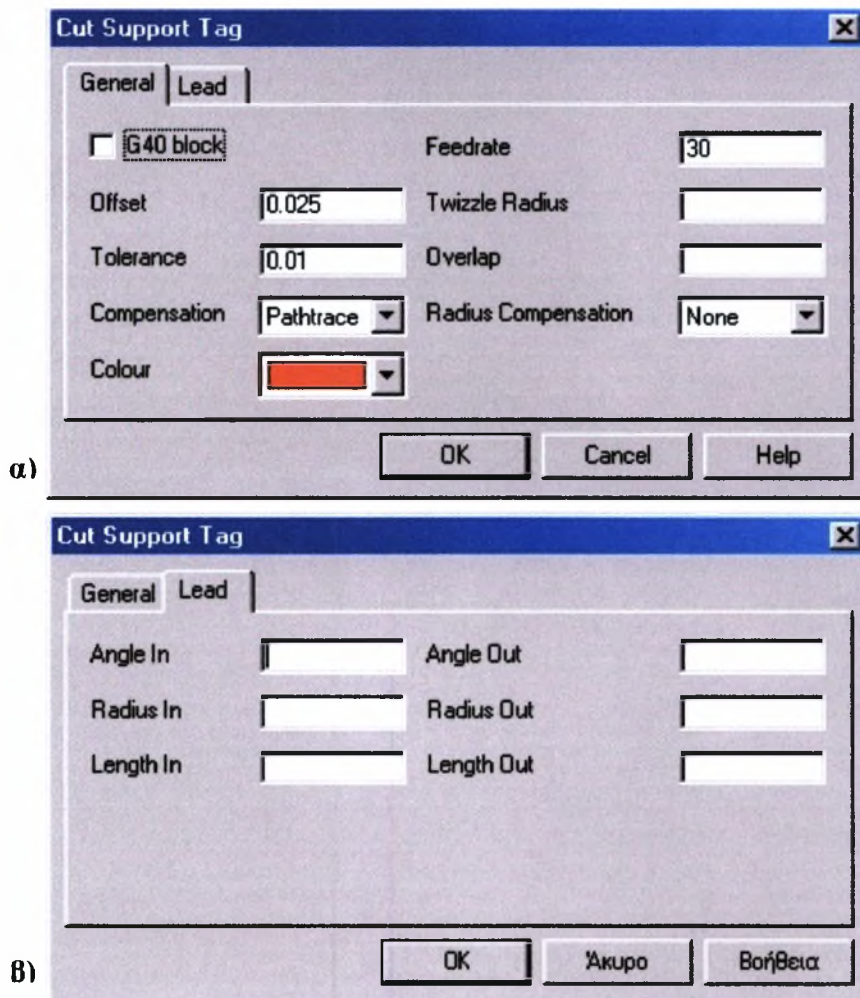 Cut Support Tag
General Lead
G40 block Feedrate 30
Offset 0.025 Twizzle Radius
Tolerance 0.01 Overlap
Compensation Pathtrace Radius Compensation None
Colour
OK Cancel Help
α)
Cut Support Tag
General Lead
Angle In Angle Out
Radius In Radius Out
Length In Length Out
OK Άκυρο Βοήθεια
β)